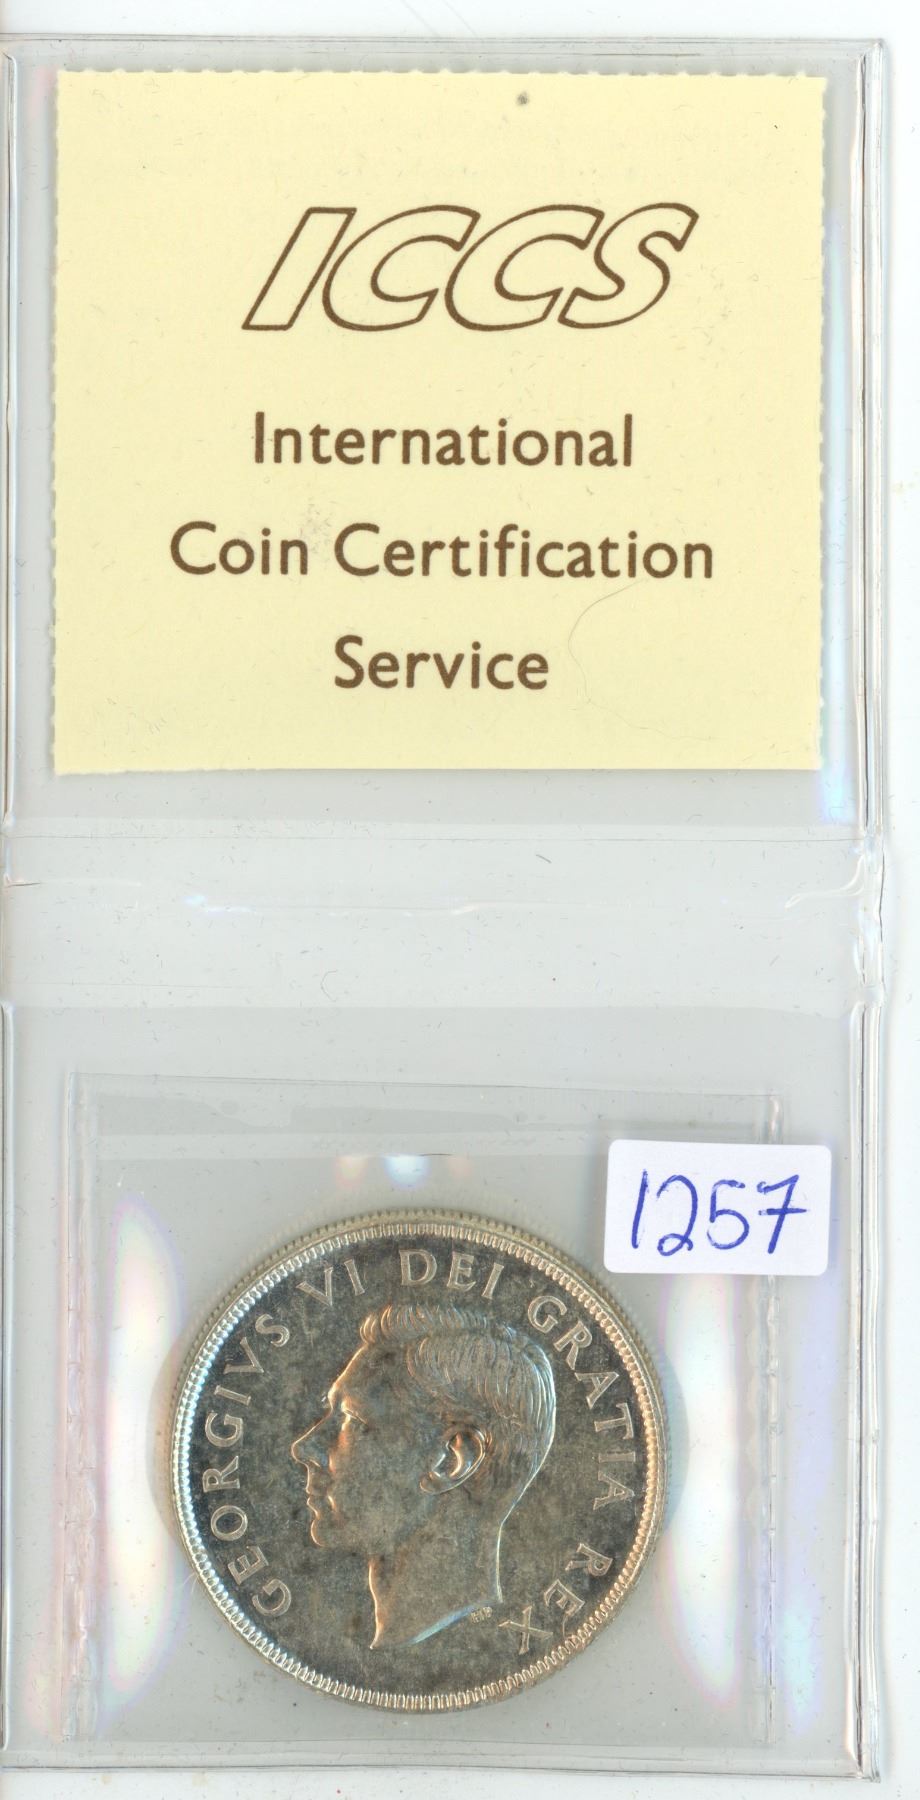 ICCS
International
Coin Certification
Service
1257
GEORGIVS VI DEI GRATIA REX